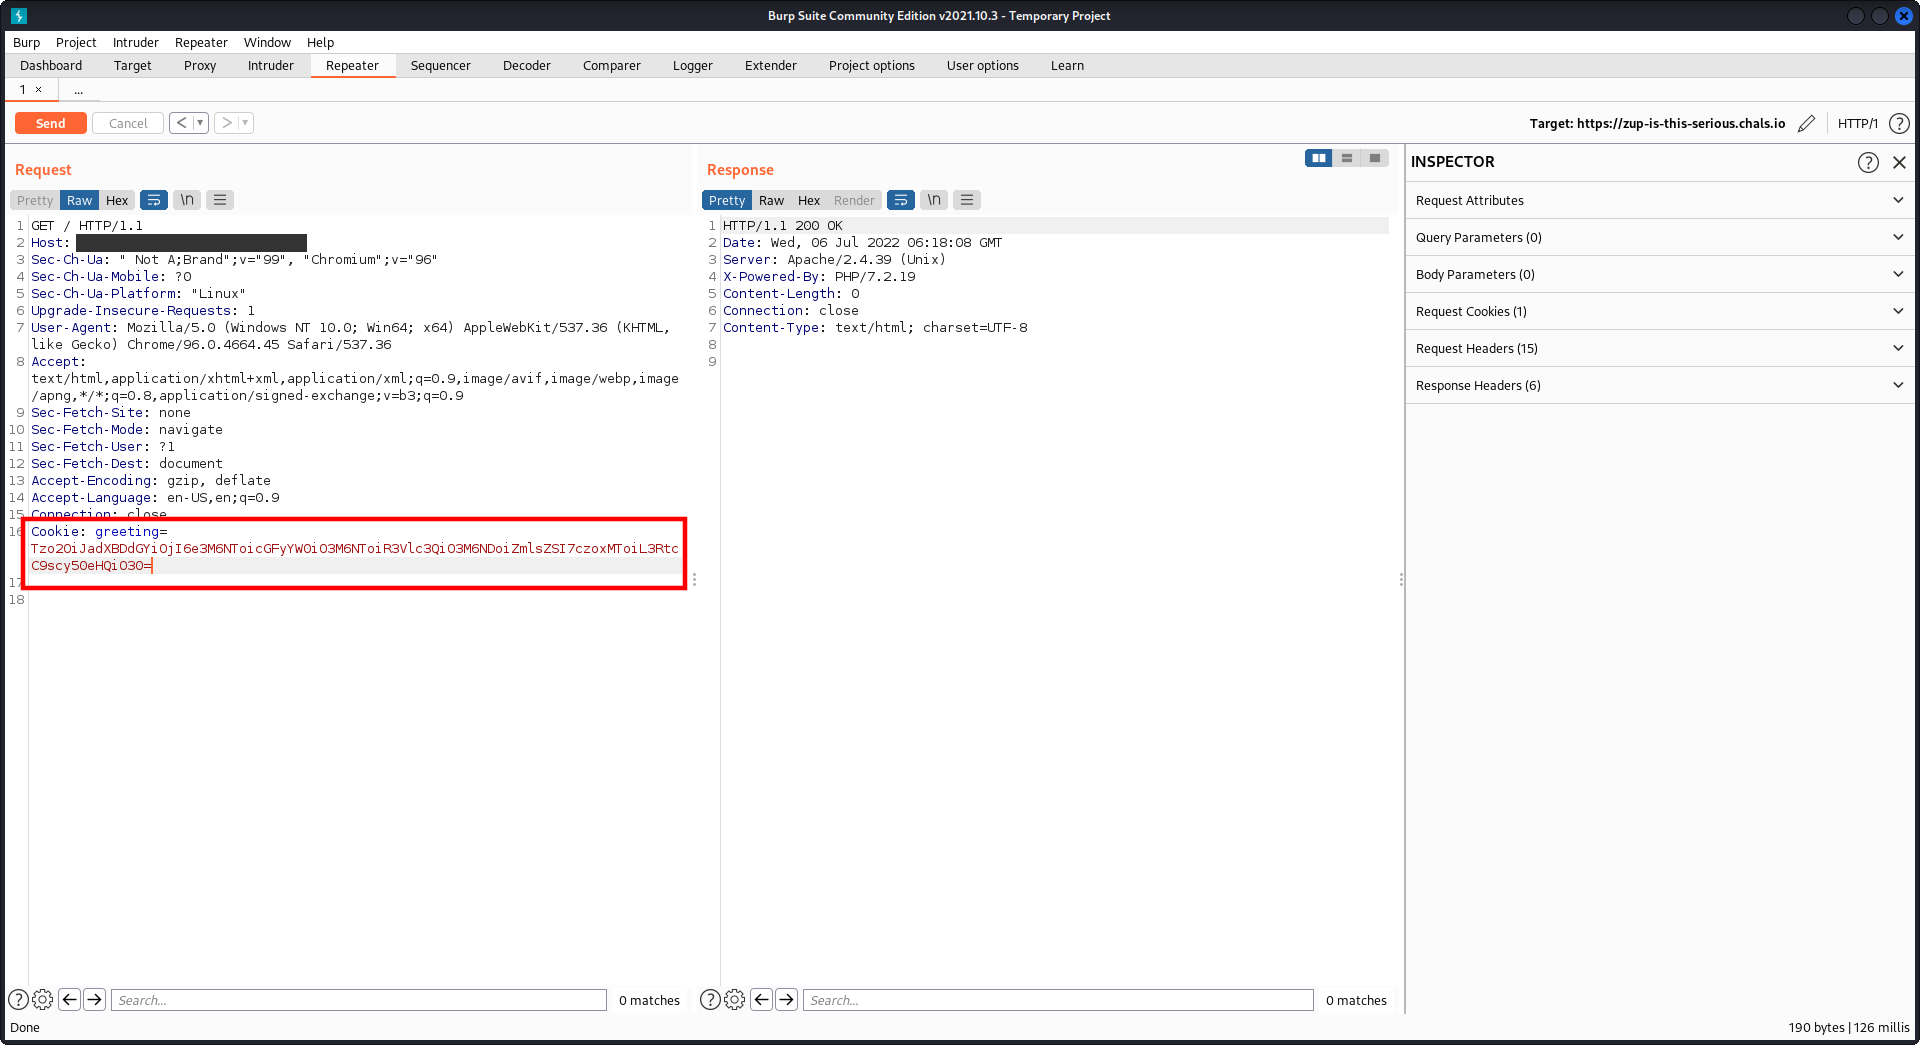 Burp Suite Community Edition v2021.10.3 - Temporary Project
Burp Project Intruder Repeater Window Help
Dashboard Target Proxy Intruder Repeater Sequencer Decoder Comparer Logger Extender Project options User options Learn
1 × ...
Send Cancel < >
Target: https://zup-is-this-serious.chals.io HTTP/1 ?
Request
Pretty Raw Hex \n
1 GET / HTTP/1.1
2 Host:
3 Sec-Ch-Ua: " Not A;Brand";v="99", "Chromium";v="96"
4 Sec-Ch-Ua-Mobile: ?0
5 Sec-Ch-Ua-Platform: "Linux"
6 Upgrade-Insecure-Requests: 1
7 User-Agent: Mozilla/5.0 (Windows NT 10.0; Win64; x64) AppleWebKit/537.36 (KHTML,
like Gecko) Chrome/96.0.4664.45 Safari/537.36
8 Accept:
text/html,application/xhtml+xml,application/xml;q=0.9,image/avif,image/webp,image
/apng,*/*;q=0.8,application/signed-exchange;v=b3;q=0.9
9 Sec-Fetch-Site: none
10 Sec-Fetch-Mode: navigate
11 Sec-Fetch-User: ?1
12 Sec-Fetch-Dest: document
13 Accept-Encoding: gzip, deflate
14 Accept-Language: en-US,en;q=0.9
15 Connection: close
16 Cookie: greeting=
Tzo2OiJadXBDdGYiOjI6e3M6NToicGFyYW0iO3M6NToiR3Vlc3QiO3M6NDoiZmlsZSI7czoxMToiL3Rtc
C9scy50eHQiO30=
17
18
Response
Pretty Raw Hex Render \n
1 HTTP/1.1 200 OK
2 Date: Wed, 06 Jul 2022 06:18:08 GMT
3 Server: Apache/2.4.39 (Unix)
4 X-Powered-By: PHP/7.2.19
5 Content-Length: 0
6 Connection: close
7 Content-Type: text/html; charset=UTF-8
8
9
INSPECTOR ?
Request Attributes
Query Parameters (0)
Body Parameters (0)
Request Cookies (1)
Request Headers (15)
Response Headers (6)
? Search... 0 matches
? Search... 0 matches
Done
190 bytes | 126 millis